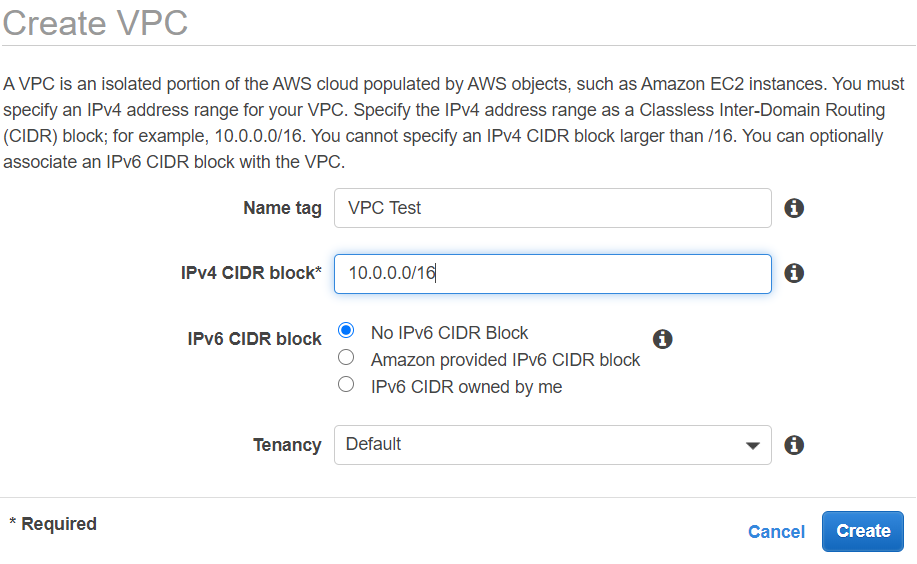 Create VPC
A VPC is an isolated portion of the AWS cloud populated by AWS objects, such as Amazon EC2 instances. You must
specify an IPv4 address range for your VPC. Specify the IPv4 address range as a Classless Inter-Domain Routing
(CIDR) block; for example, 10.0.0.0/16. You cannot specify an IPv4 CIDR block larger than /16. You can optionally
associate an IPv6 CIDR block with the VPC.
Name tag VPC Test
IPv4 CIDR block* 10.0.0.0/16
IPv6 CIDR block No IPv6 CIDR Block
Amazon provided IPv6 CIDR block
IPv6 CIDR owned by me
Tenancy Default
* Required
Cancel Create